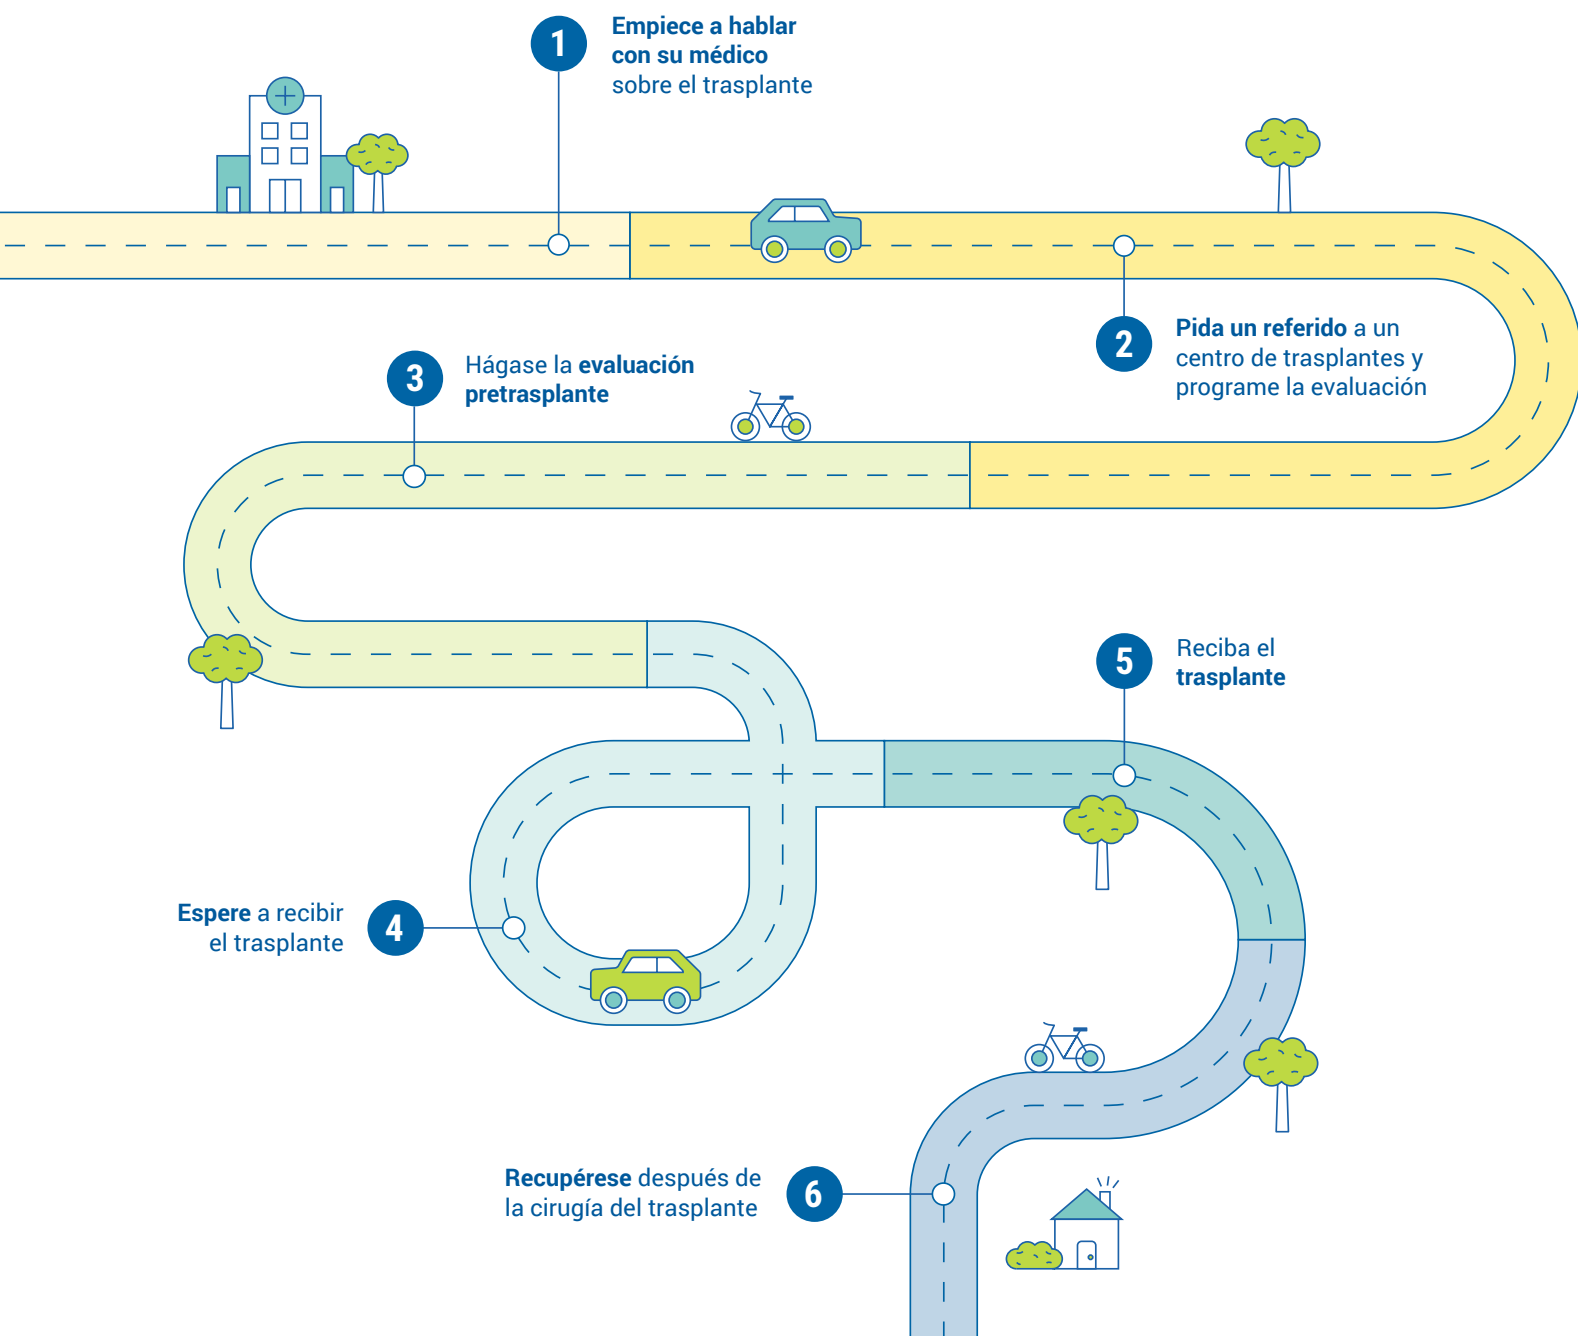 1
Empiece a hablar
con su médico
sobre el trasplante
2
Pida un referido a un
centro de trasplantes y
programe la evaluación
3
Hágase la evaluación
pretrasplante
4
Espere a recibir
el trasplante
5
Reciba el
trasplante
6
Recupérese después de
la cirugía del trasplante